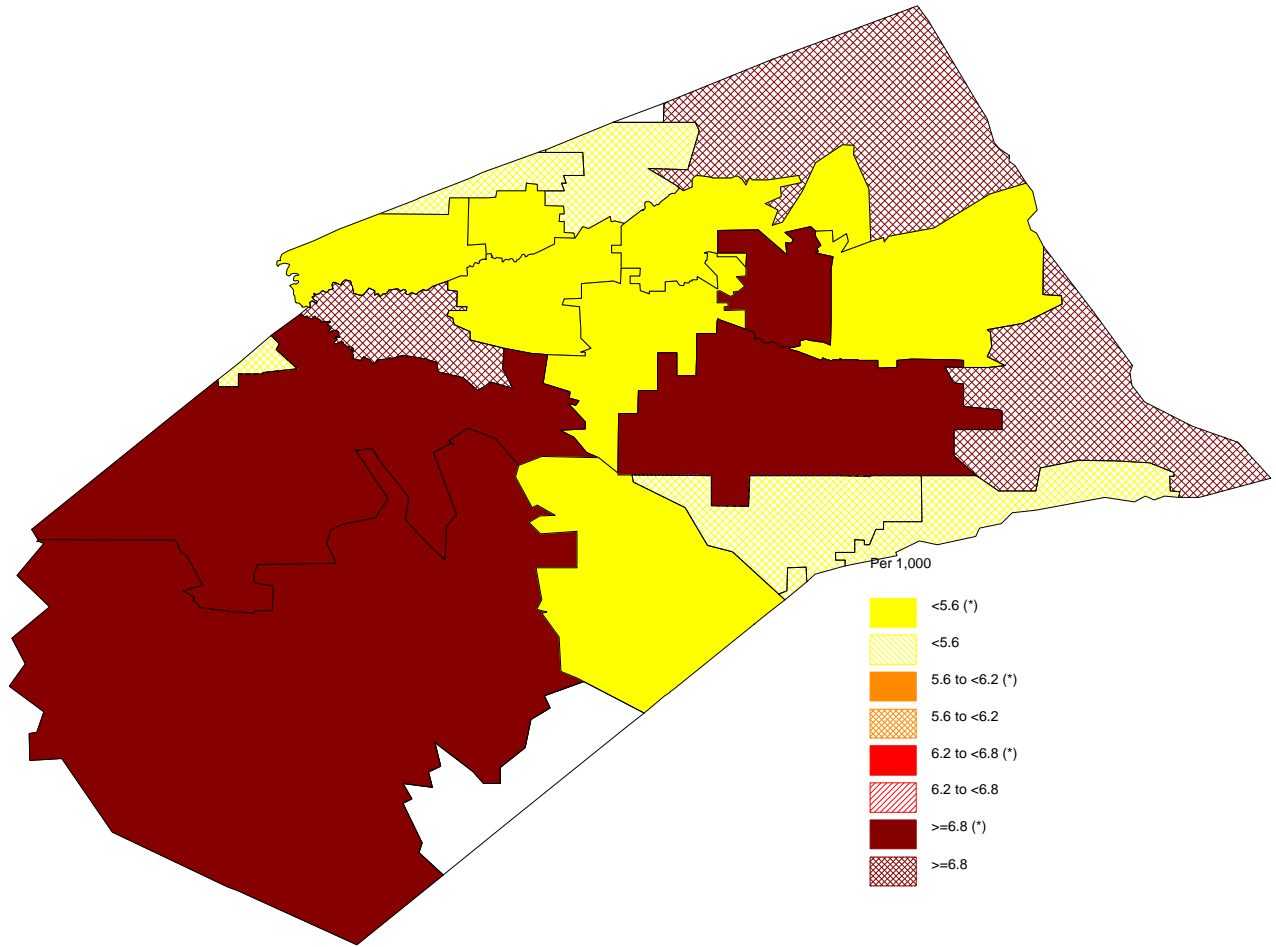 Per 1,000
<5.6 (*)
<5.6
5.6 to <6.2 (*)
5.6 to <6.2
6.2 to <6.8 (*)
6.2 to <6.8
>=6.8 (*)
>=6.8